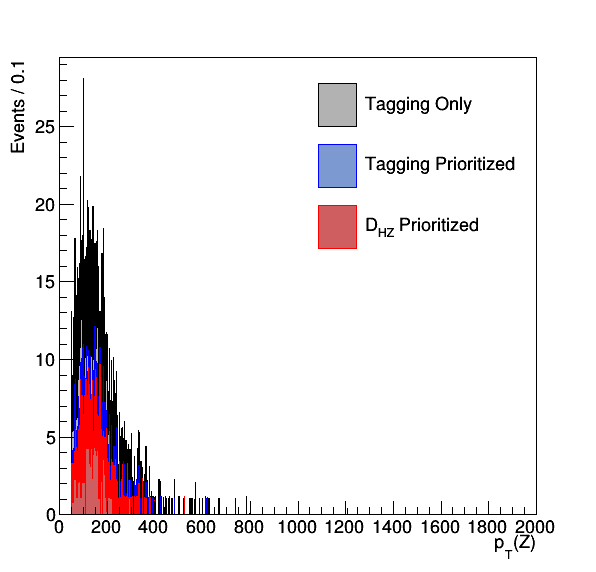 Events / 0.1
25
20
15
10
5
0
Tagging Only
Tagging Prioritized
D_HZ Prioritized
0 200 400 600 800 1000 1200 1400 1600 1800 2000
p_T(Z)